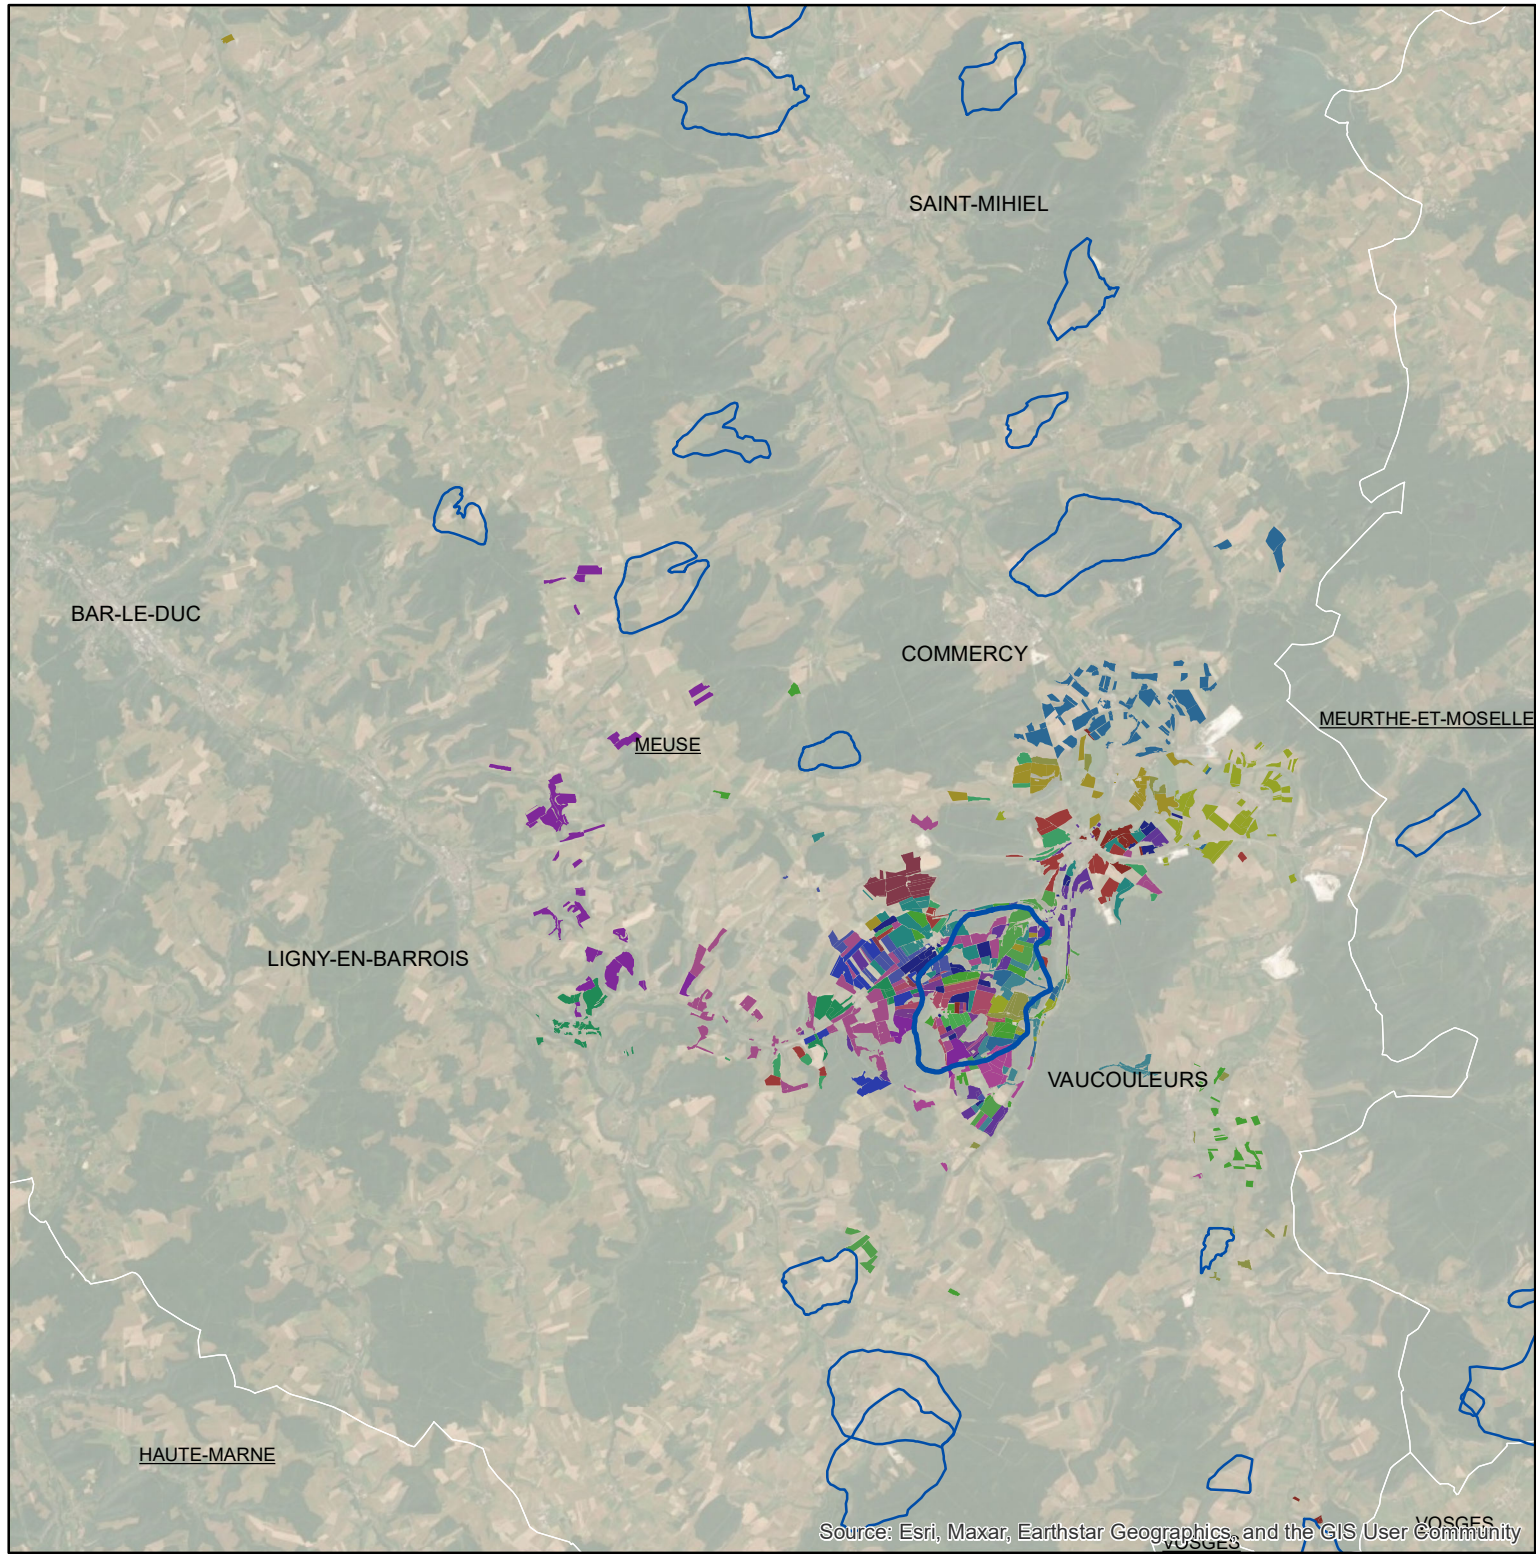 SAINT-MIHIEL
BAR-LE-DUC
COMMERCY
MEURTHE-ET-MOSELLE
MEUSE
LIGNY-EN-BARROIS
VAUCOULEURS
HAUTE-MARNE
VOSGES
Source: Esri, Maxar, Earthstar Geographics, and the GIS User Community
VOSGES